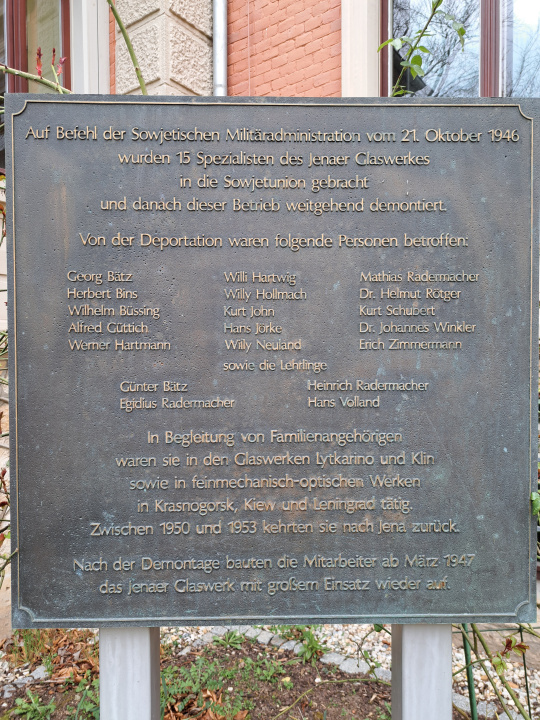 Auf Befehl der Sowjetischen Militäradministration vom 21. Oktober 1946
wurden 15 Spezialisten des Jenaer Glaswerkes
in die Sowjetunion gebracht
und danach dieser Betrieb weitgehend demontiert.
Von der Deportation waren folgende Personen betroffen:
Georg Bätz Willi Hartwig Mathias Radermacher
Herbert Bins Willy Hollmach Dr. Helmut Rötger
Wilhelm Büssing Kurt John Kurt Schubert
Alfred Güttich Hans Jörke Dr. Johannes Winkler
Werner Hartmann Willy Neuland Erich Zimmermann
sowie die Lehrlinge
Günter Bätz Heinrich Radermacher
Egidius Radermacher Hans Volland
In Begleitung von Familienangehörigen
waren sie in den Glaswerken Lytkarino und Klin
sowie in feinmechanisch-optischen Werken
in Krasnogorsk, Kiew und Leningrad tätig.
Zwischen 1950 und 1953 kehrten sie nach Jena zurück.
Nach der Demontage bauten die Mitarbeiter ab März 1947
das jenaer Glaswerk mit großem Einsatz wieder auf.